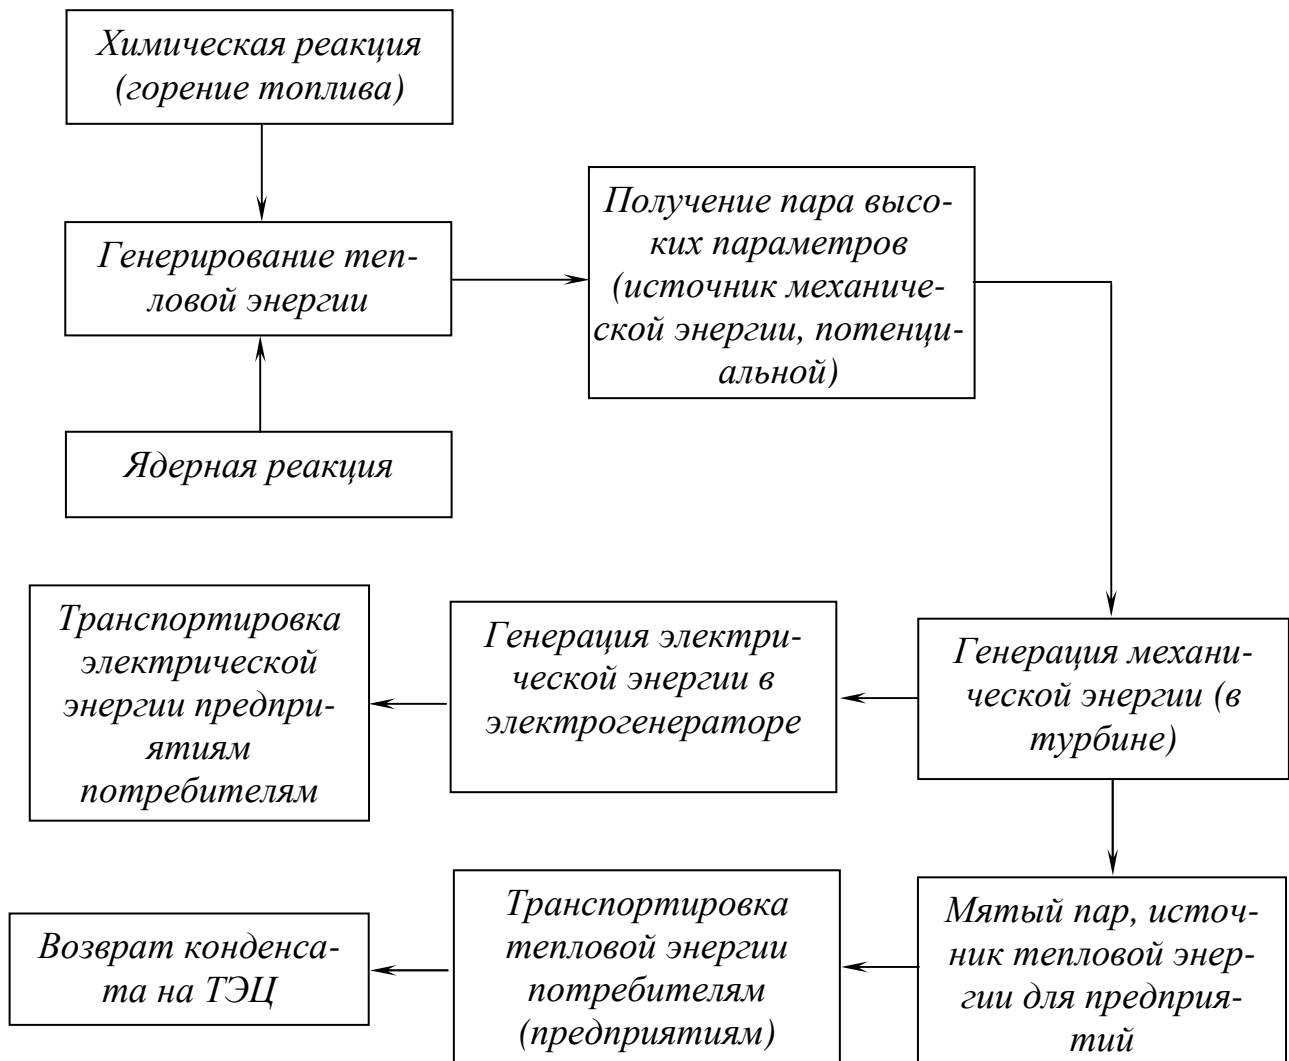 Химическая реакция
(горение топлива)
Генерирование теп-
ловой энергии
Получение пара высо-
ких параметров
(источник механиче-
ской энергии, потенци-
альной)
Ядерная реакция
Транспортировка
электрической
энергии предпри-
ятиям
потребителям
Генерация электри-
ческой энергии в
электрогенераторе
Генерация механи-
ческой энергии (в
турбине)
Возврат конденса-
та на ТЭЦ
Транспортировка
тепловой энергии
потребителям
(предприятиям)
Мятый пар, источ-
ник тепловой энер-
гии для предприя-
тий